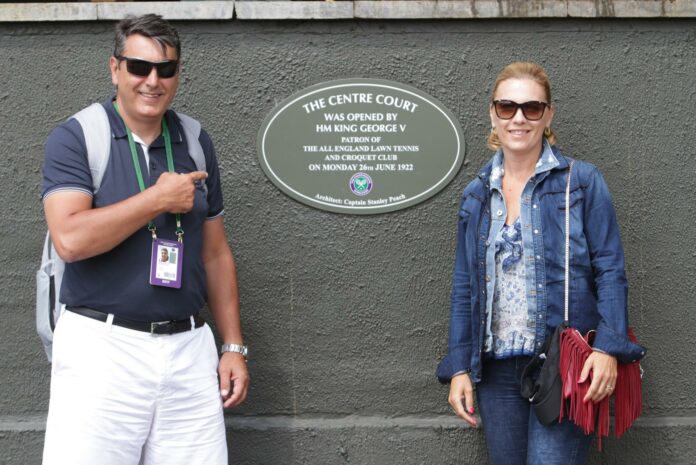 THE CENTRE COURT
WAS OPENED BY
HM KING GEORGE V
PATRON OF
THE ALL ENGLAND LAWN TENNIS
AND CROQUET CLUB
ON MONDAY 26TH JUNE 1922
Architect: Captain Stanley Peach